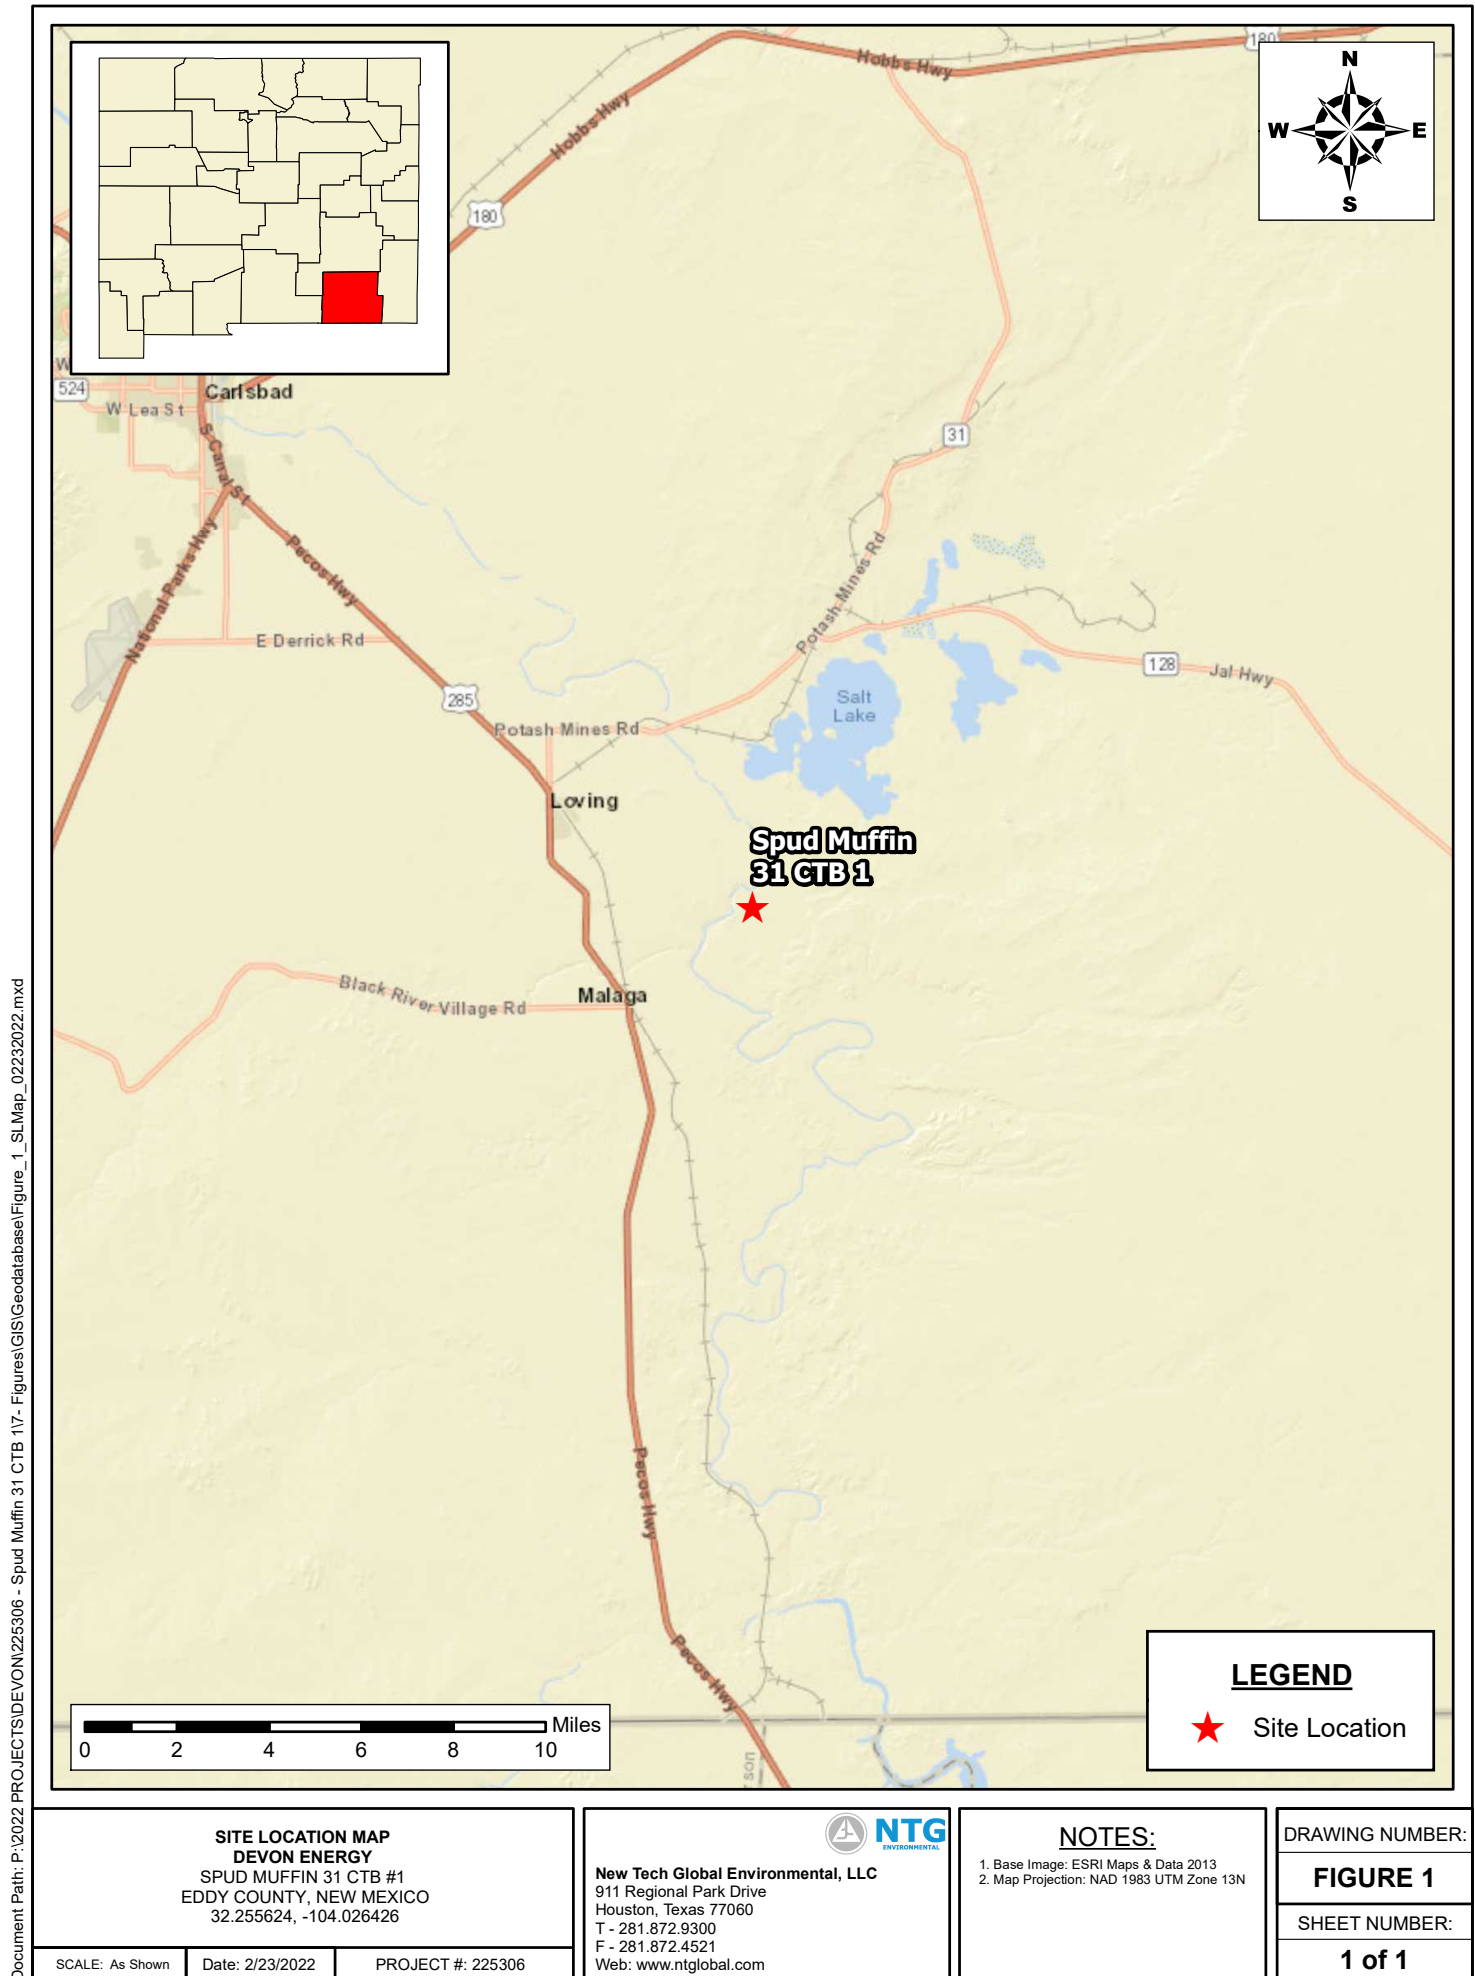 180
Hobbs Hwy
Hobbs Hwy
N
W
E
S
180
W
524
Carlsbad
W Lea St
S Canal St
31
National Parks Hwy
Pecos Hwy
Potash Mines Rd
E Derrick Rd
128
Jal Hwy
285
Salt
Lake
Potash Mines Rd
Loving
Spud Muffin
31 CTB 1
Black River Village Rd
Malaga
Pecos Hwy
Pecos Hwy
son
LEGEND
Site Location
Miles
0 2 4 6 8 10
Document Path: P:\2022 PROJECTS\DEVON\225306 - Spud Muffin 31 CTB 1\7- Figures\GIS\Geodatabase\Figure_1_SLMap_02232022.mxd
SITE LOCATION MAP
DEVON ENERGY
SPUD MUFFIN 31 CTB #1
EDDY COUNTY, NEW MEXICO
32.255624, -104.026426
SCALE: As Shown
Date: 2/23/2022
PROJECT #: 225306
NTG
ENVIRONMENTAL
New Tech Global Environmental, LLC
911 Regional Park Drive
Houston, Texas 77060
T - 281.872.9300
F - 281.872.4521
Web: www.ntglobal.com
NOTES:
1. Base Image: ESRI Maps & Data 2013
2. Map Projection: NAD 1983 UTM Zone 13N
DRAWING NUMBER:
FIGURE 1
SHEET NUMBER:
1 of 1